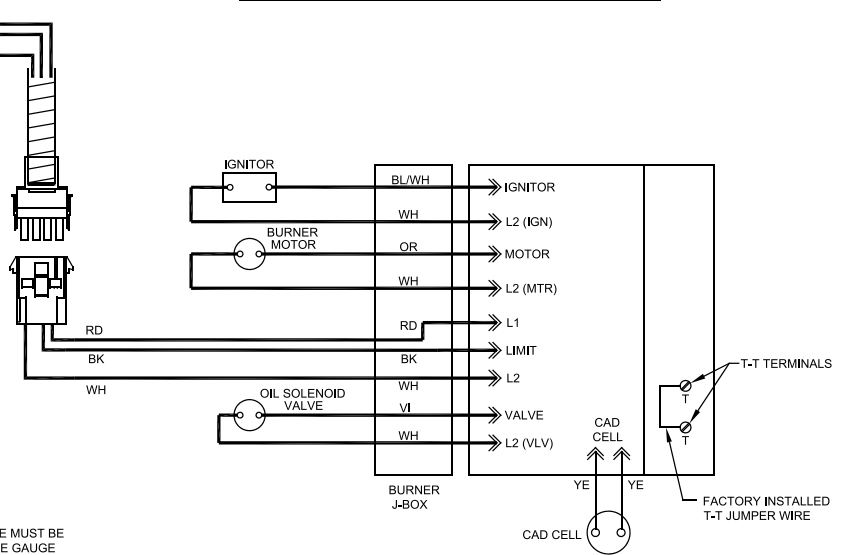 IGNITOR
BL/WH
IGNITOR
WH
L2 (IGN)
BURNER
MOTOR
OR
MOTOR
WH
L2 (MTR)
RD
RD
L1
BK
BK
LIMIT
WH
WH
L2
OIL SOLENOID
VALVE
VI
VALVE
WH
L2 (VLV)
CAD
CELL
T-T TERMINALS
T
T
YE
YE
BURNER
J-BOX
FACTORY INSTALLED
T-T JUMPER WIRE
CAD CELL
E MUST BE
E GAUGE